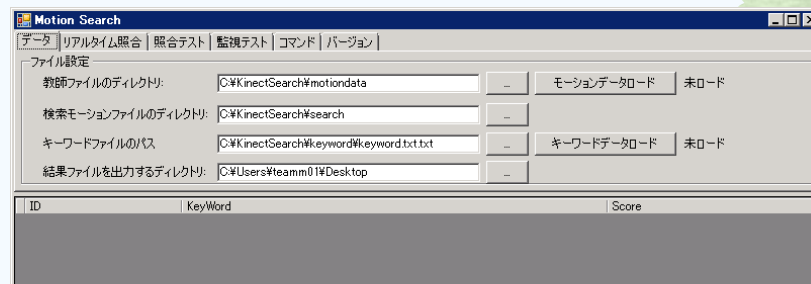 Motion Search
データ リアルタイム照合 照合テスト 監視テスト コマンド バージョン
ファイル設定
教師ファイルのディレクトリ: C:¥KinectSearch¥motiondata ... モーションデータロード 未ロード
検索モーションファイルのディレクトリ: C:¥KinectSearch¥search ...
キーワードファイルのパス C:¥KinectSearch¥keyword¥keyword.txt.txt ... キーワードデータロード 未ロード
結果ファイルを出力するディレクトリ: C:¥Users¥teamm01¥Desktop ...
ID KeyWord Score